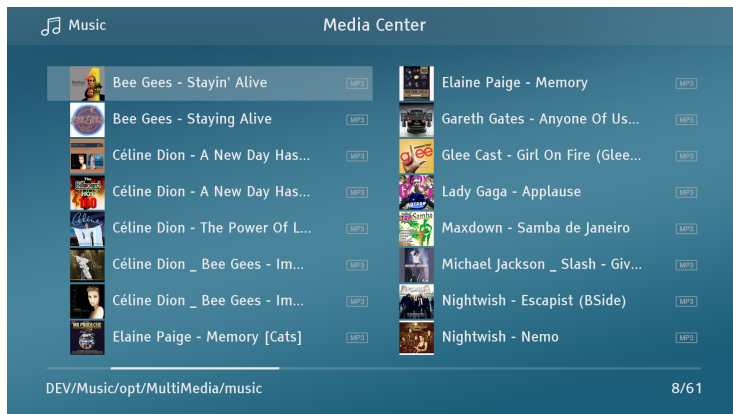 Music
Media Center
Bee Gees - Stayin' Alive MP3
Bee Gees - Staying Alive MP3
Céline Dion - A New Day Has... MP3
Céline Dion - A New Day Has... MP3
Céline Dion - The Power Of L... MP3
Céline Dion _ Bee Gees - Im... MP3
Céline Dion _ Bee Gees - Im... MP3
Elaine Paige - Memory [Cats] MP3
Elaine Paige - Memory MP3
Gareth Gates - Anyone Of Us... MP3
Glee Cast - Girl On Fire (Glee... MP3
Lady Gaga - Applause MP3
Maxdown - Samba de Janeiro MP3
Michael Jackson _ Slash - Giv... MP3
Nightwish - Escapist (BSide) MP3
Nightwish - Nemo MP3
glee
Samba
100
DEV/Music/opt/MultiMedia/music
8/61